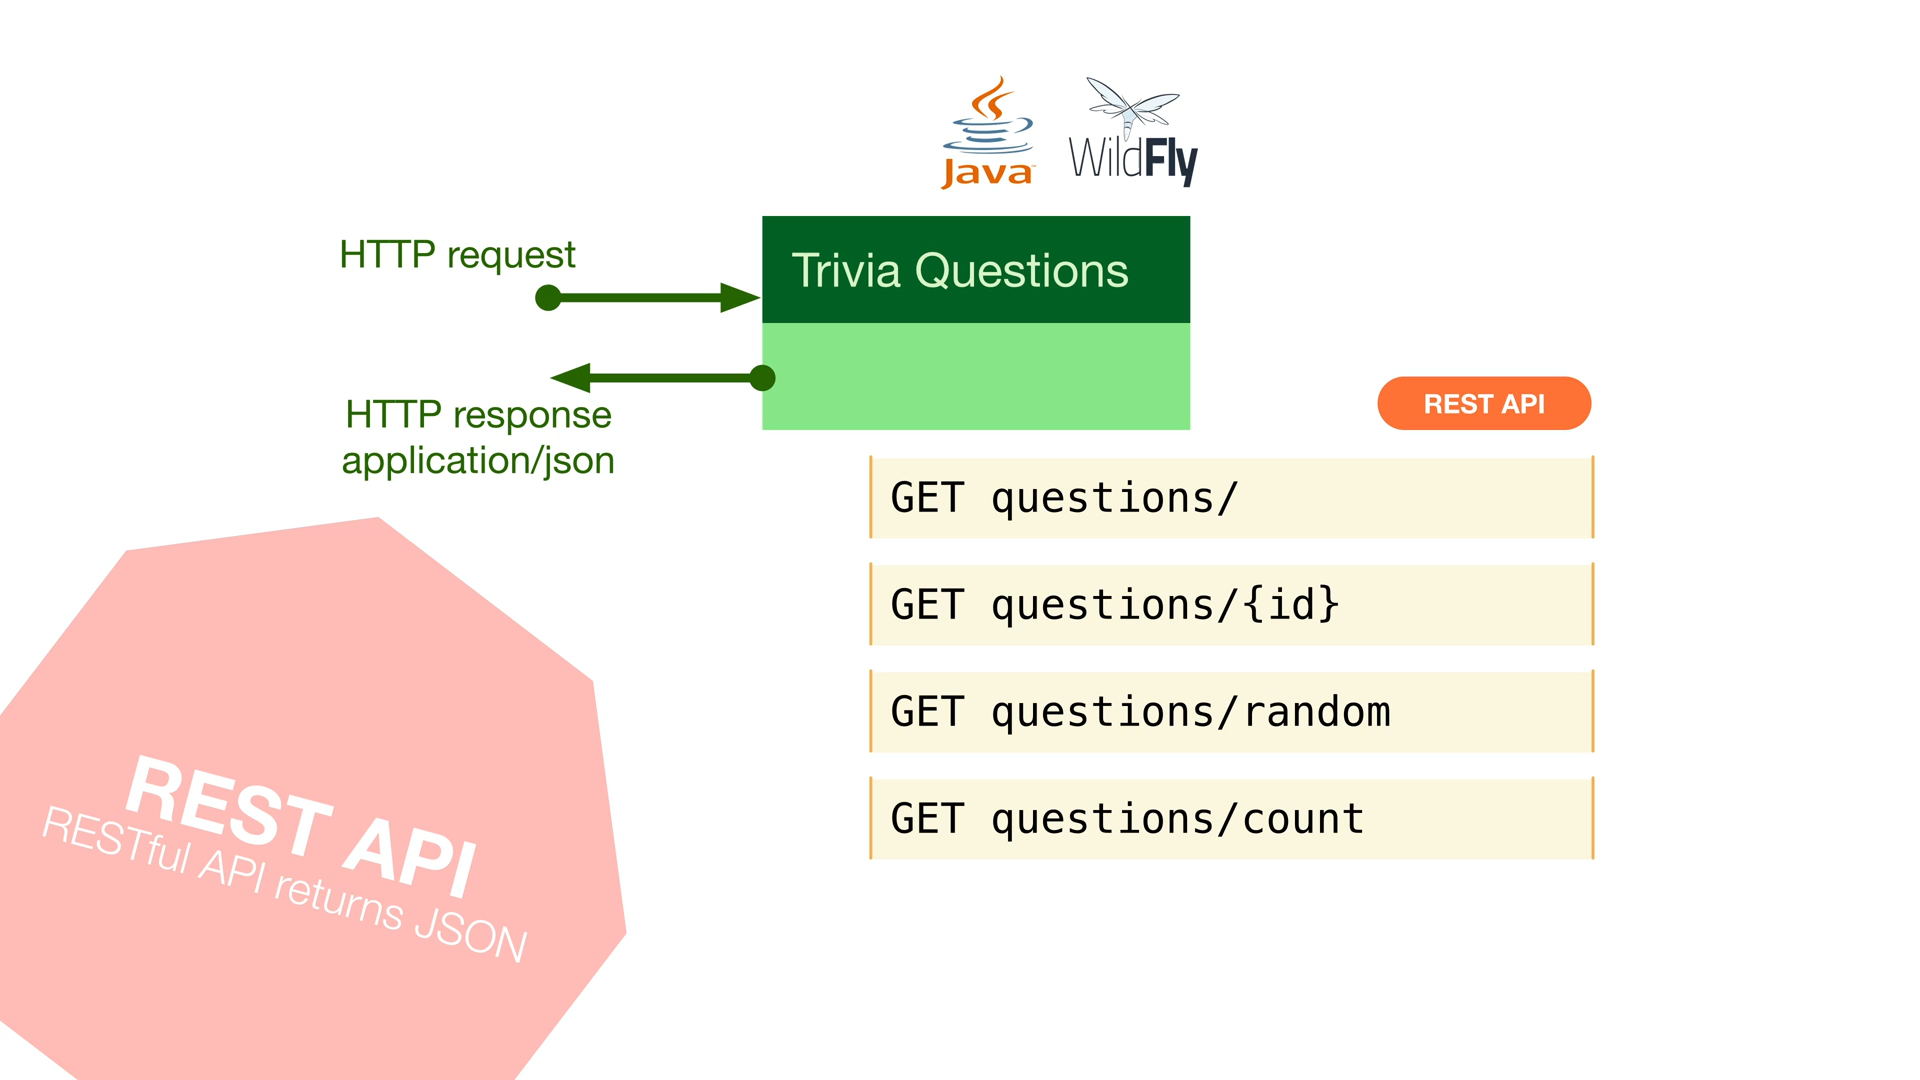 Java
WildFly
HTTP request
Trivia Questions
HTTP response
application/json
REST API
GET questions/
GET questions/{id}
GET questions/random
GET questions/count
REST API
RESTful API returns JSON